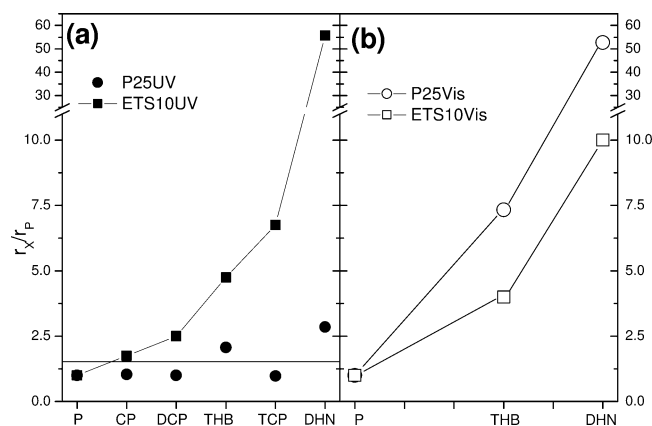 (a)
P25UV
ETS10UV
(b)
P25Vis
ETS10Vis
60
50
40
30
10.0
7.5
5.0
2.5
0.0
rX/rP
P CP DCP THB TCP DHN
60
50
40
30
10.0
7.5
5.0
2.5
0.0
P THB DHN